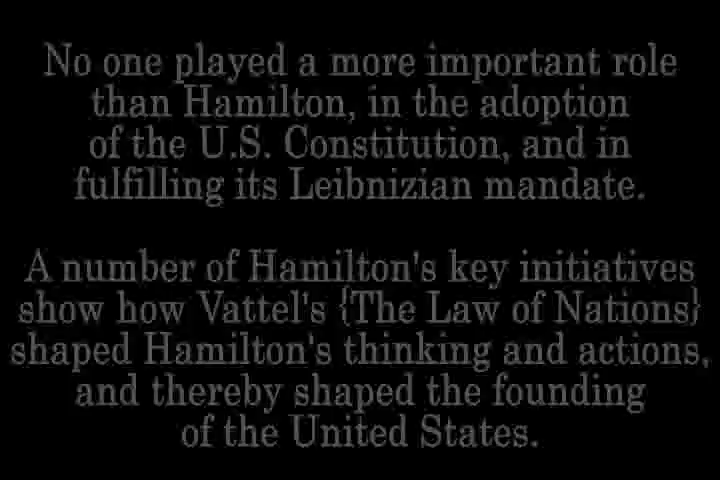 No one played a more important role
than Hamilton, in the adoption
of the U.S. Constitution, and in
fulfilling its Leibnizian mandate.
A number of Hamilton's key initiatives
show how Vattel's {The Law of Nations}
shaped Hamilton's thinking and actions,
and thereby shaped the founding
of the United States.